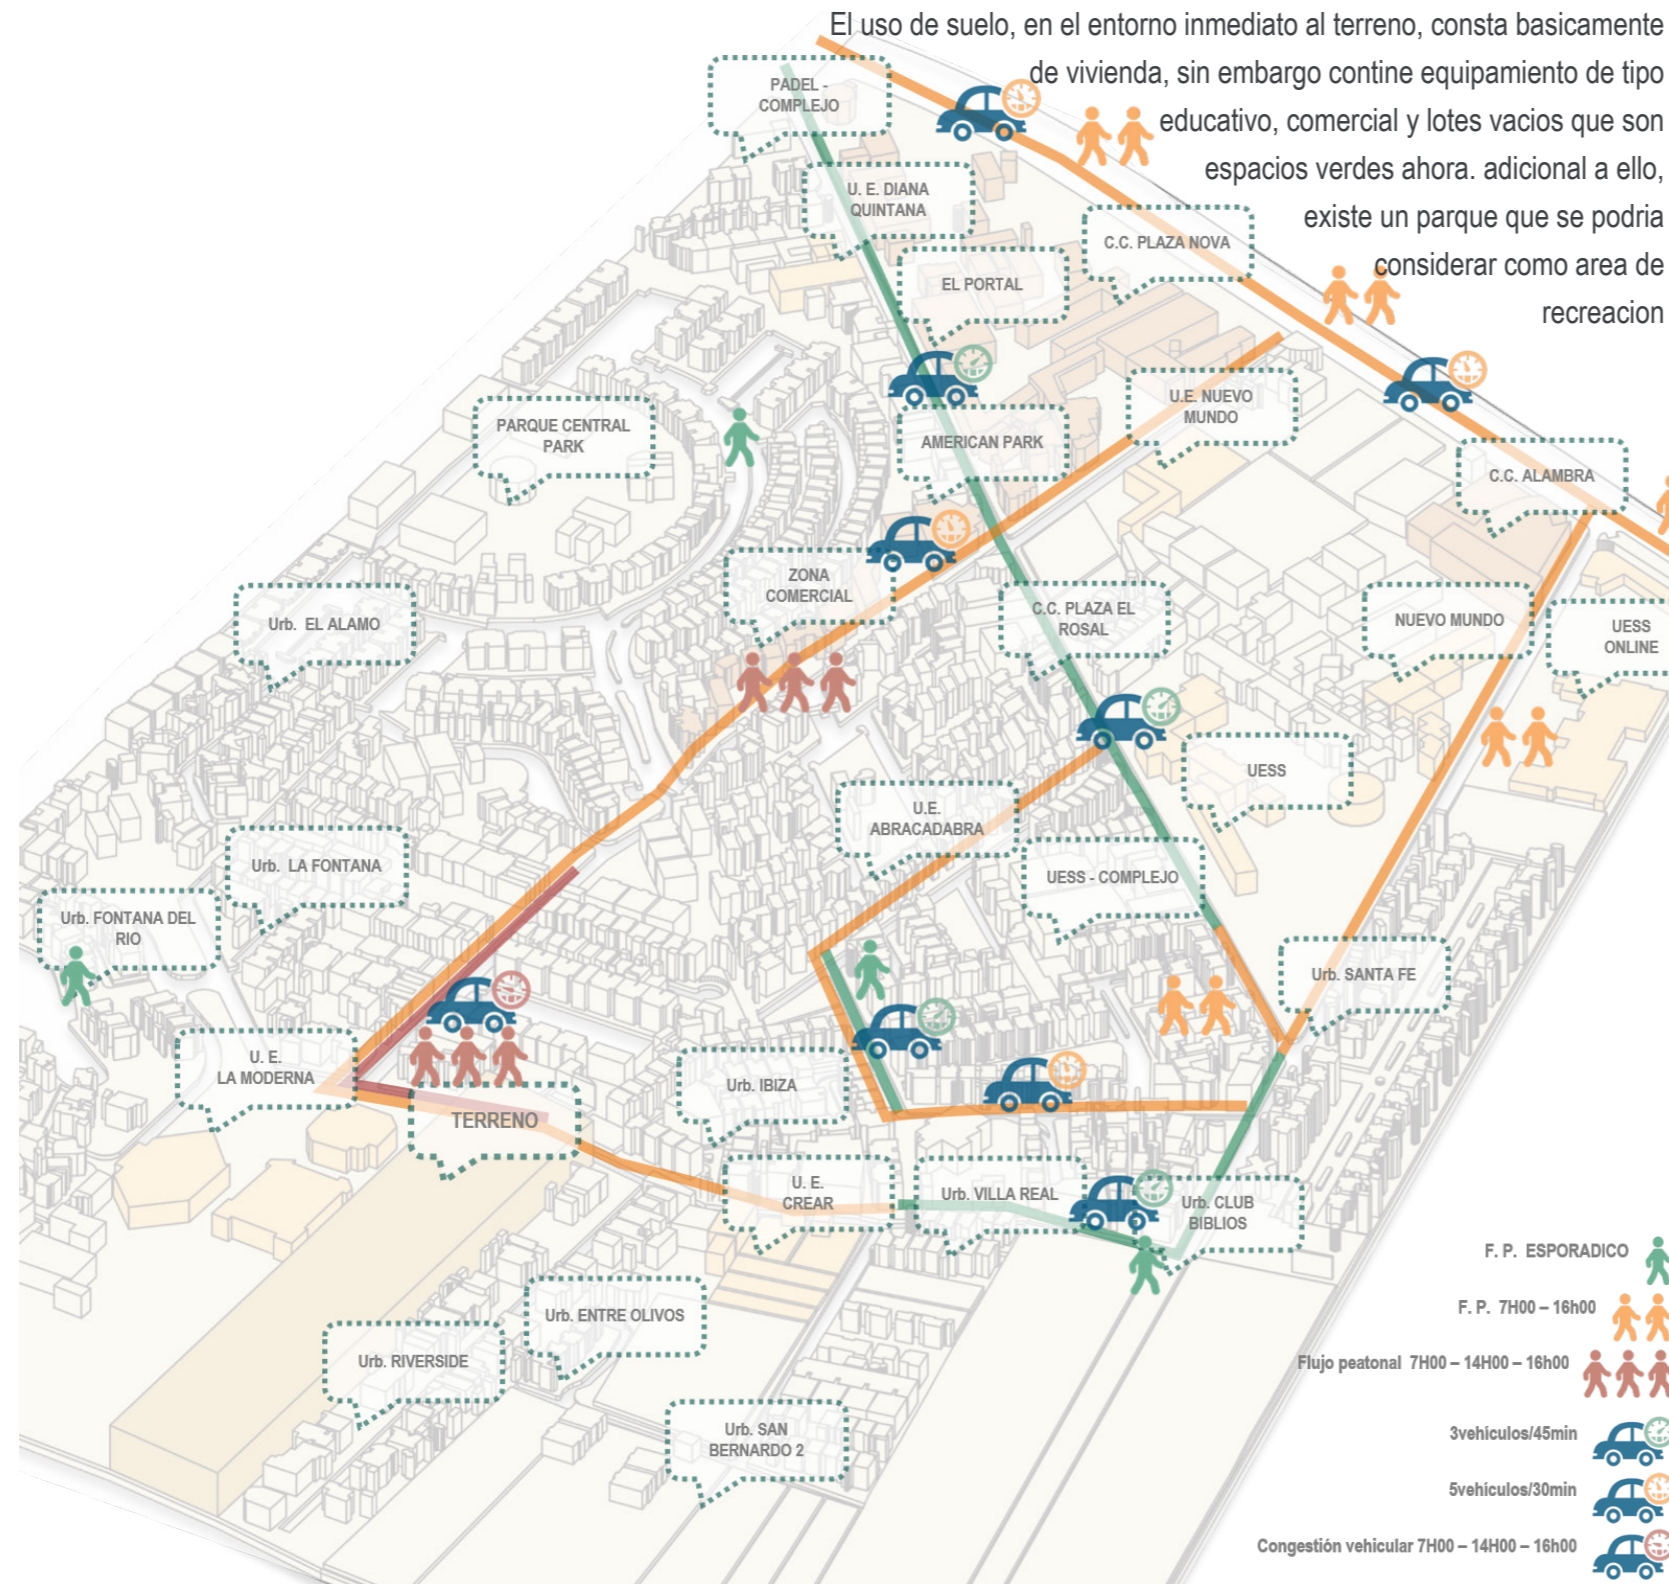 El uso de suelo, en el entorno inmediato al terreno, consta basicamente
de vivienda, sin embargo contine equipamiento de tipo
educativo, comercial y lotes vacios que son
espacios verdes ahora. adicional a ello,
existe un parque que se podria
considerar como area de
recreacion
PADEL -
COMPLEJO
U. E. DIANA
QUINTANA
C.C. PLAZA NOVA
EL PORTAL
U.E. NUEVO
MUNDO
PARQUE CENTRAL
PARK
AMERICAN PARK
C.C. ALAMBRA
ZONA
COMERCIAL
Urb. EL ALAMO
C.C. PLAZA EL
ROSAL
NUEVO MUNDO
UESS
ONLINE
UESS
U.E.
ABRACADABRA
Urb. LA FONTANA
UESS - COMPLEJO
Urb. FONTANA DEL
RIO
Urb. SANTA FE
U. E.
LA MODERNA
Urb. IBIZA
TERRENO
U. E.
CREAR
Urb. VILLA REAL
Urb. CLUB
BIBLIOS
Urb. ENTRE OLIVOS
Urb. RIVERSIDE
Urb. SAN
BERNARDO 2
F. P. ESPORADICO
F. P. 7H00 – 16h00
Flujo peatonal 7H00 – 14H00 – 16h00
3vehículos/45min
5vehículos/30min
Congestión vehicular 7H00 – 14H00 – 16h00